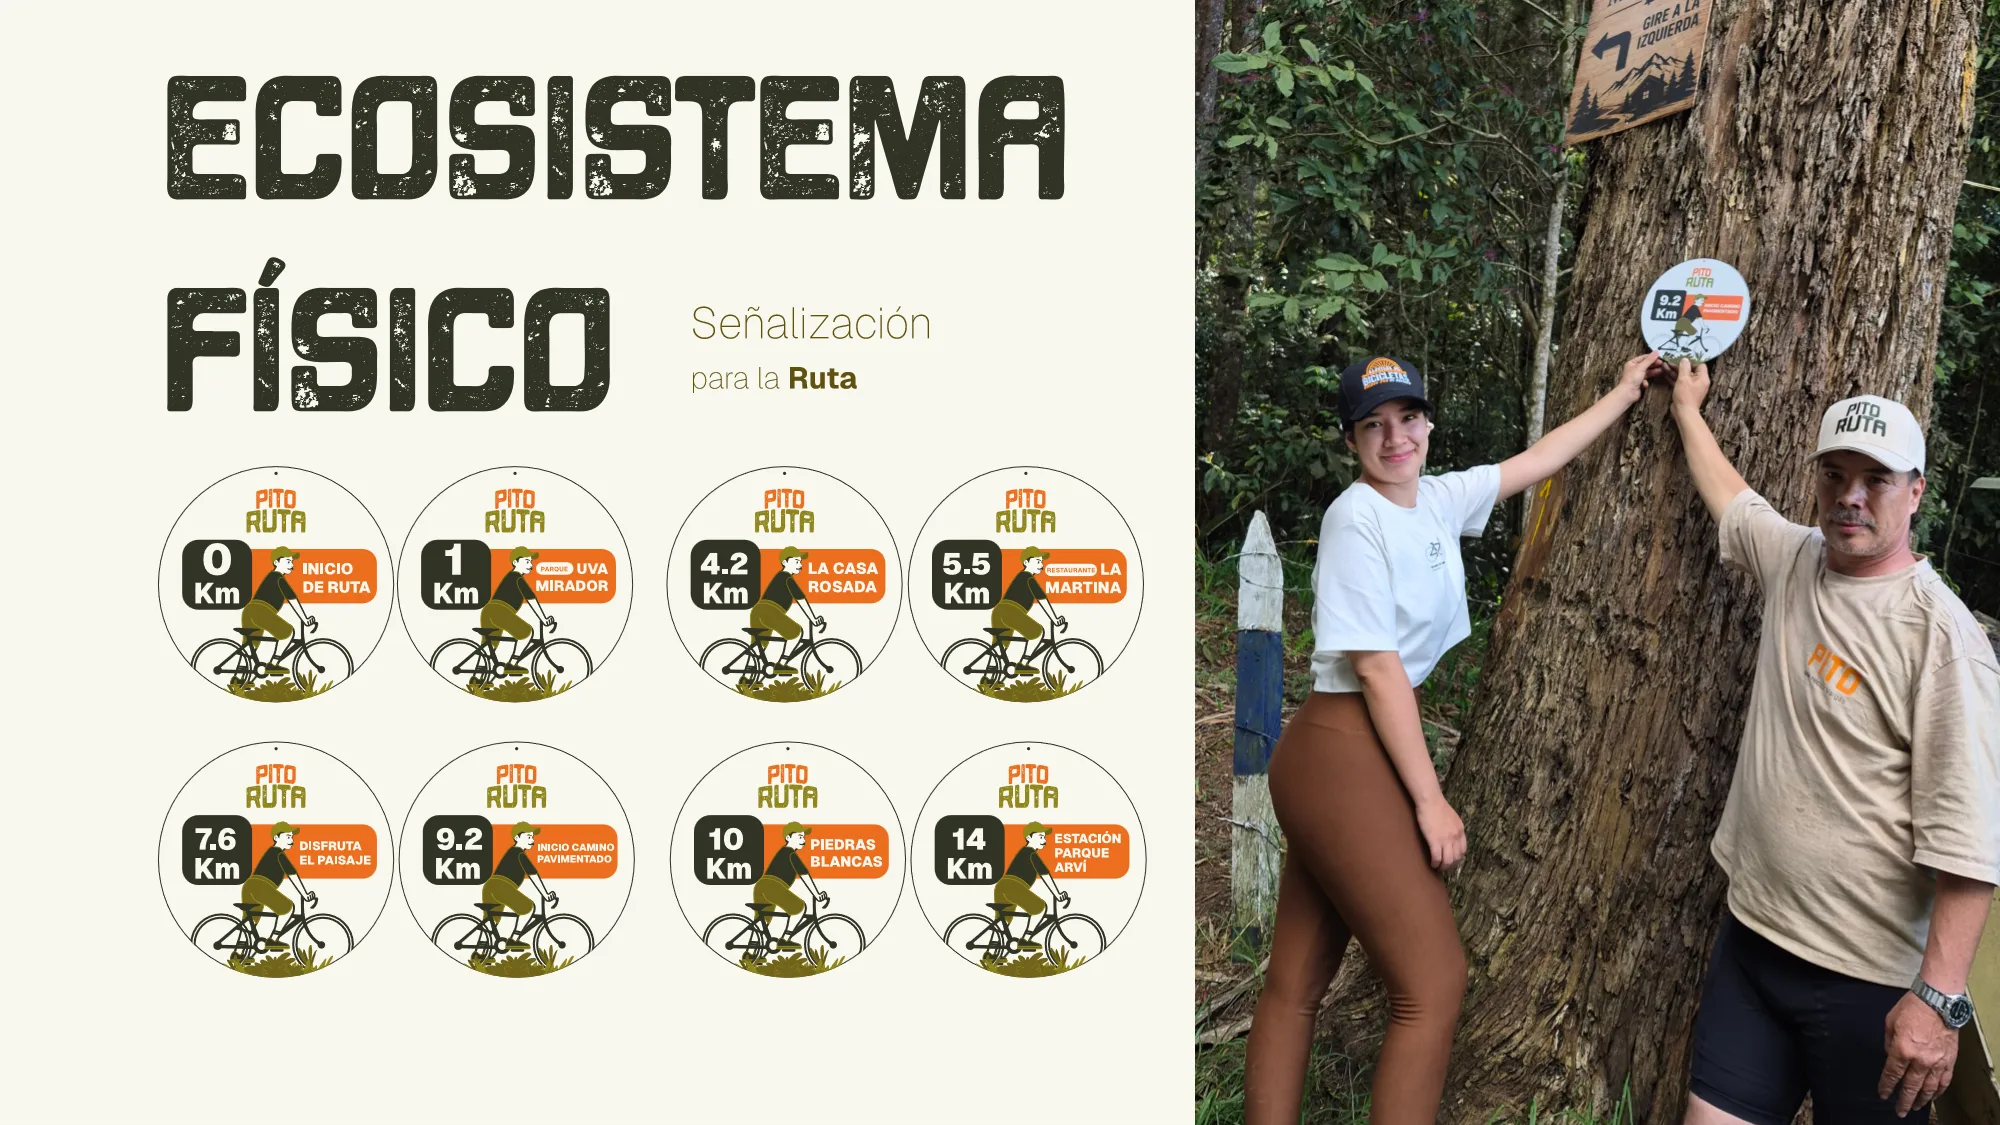 ECOSISTEMA
FÍSICO
Señalización
para la Ruta
PITO
RUTA
0
Km
INICIO
DE RUTA
PITO
RUTA
1
Km
PARQUE UVA
MIRADOR
PITO
RUTA
4.2
Km
LA CASA
ROSADA
PITO
RUTA
5.5
Km
RESTAURANTE LA
MARTINA
PITO
RUTA
7.6
Km
DISFRUTA
EL PAISAJE
PITO
RUTA
9.2
Km
INICIO CAMINO
PAVIMENTADO
PITO
RUTA
10
Km
PIEDRAS
BLANCAS
PITO
RUTA
14
Km
ESTACIÓN
PARQUE
ARVÍ
GIRE A LA
IZQUIERDA
PITO
RUTA
9.2
Km
INICIO CAMINO
PAVIMENTADO
BICICLETAS
PITO
RUTA
PITO